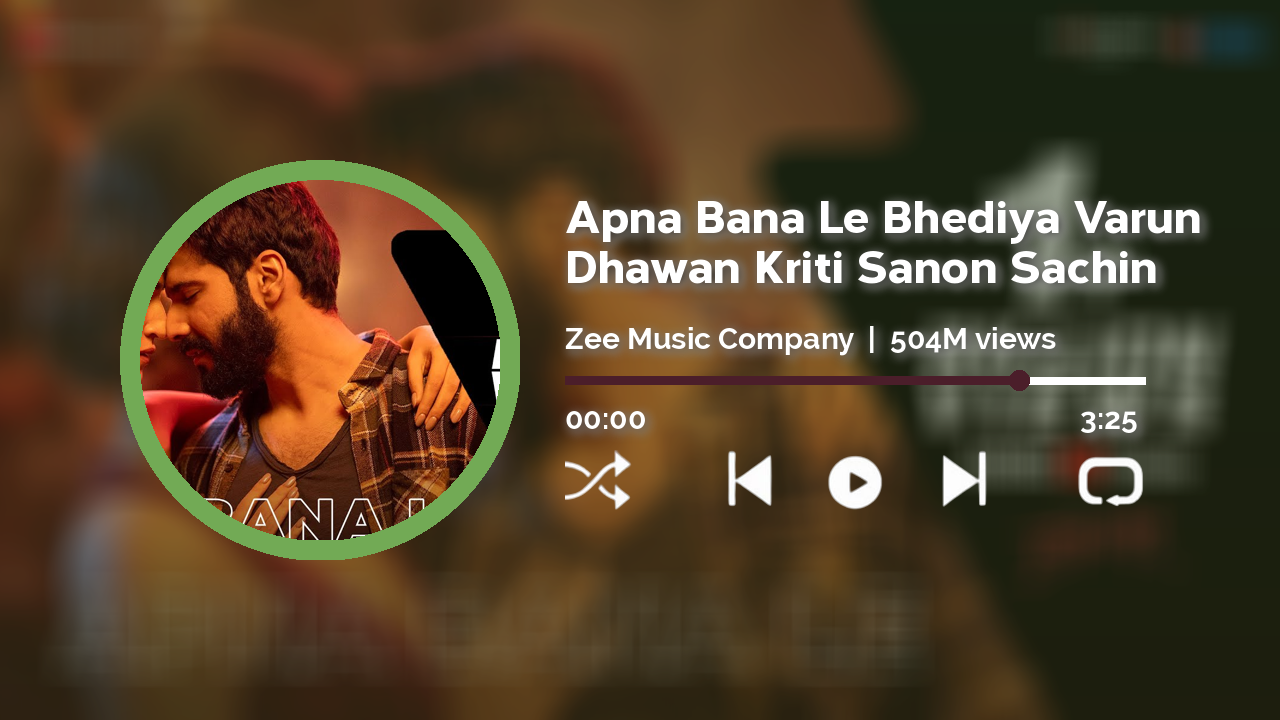 Apna Bana Le Bhediya Varun
Dhawan Kriti Sanon Sachin
Zee Music Company | 504M views
00:00
3:25
BANA L